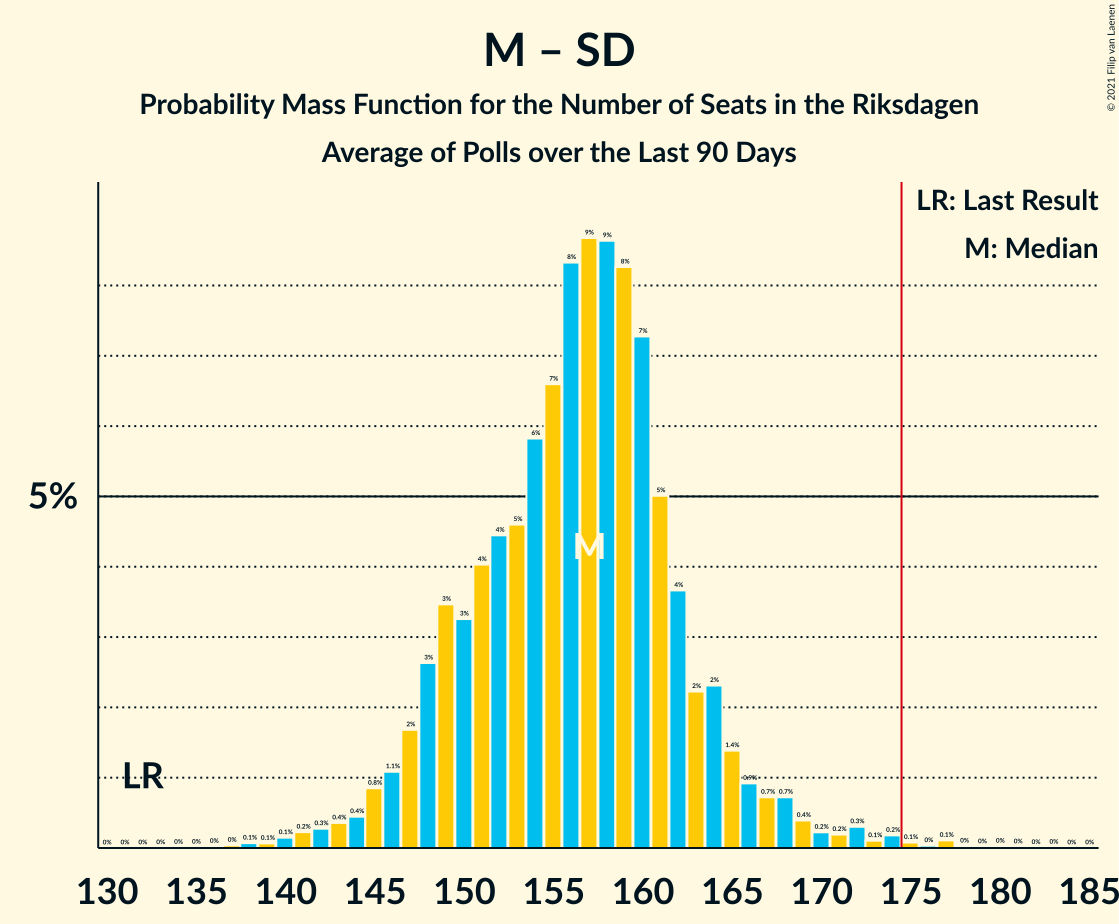 M – SD
Probability Mass Function for the Number of Seats in the Riksdagen
Average of Polls over the Last 90 Days
© 2021 Filip van Laenen
LR: Last Result
M: Median
5%
LR
M
0% 0% 0% 0% 0% 0% 0% 0% 0.1% 0.1% 0.1% 0.2% 0.3% 0.4% 0.4% 0.8% 1.1% 2% 3% 3% 3% 4% 4% 5% 6% 7% 8% 9% 9% 8% 7% 5% 4% 2% 2% 1.4% 0.9% 0.7% 0.7% 0.4% 0.2% 0.2% 0.3% 0.1% 0.2% 0.1% 0% 0.1% 0% 0% 0% 0% 0% 0% 0% 0%
130 135 140 145 150 155 160 165 170 175 180 185